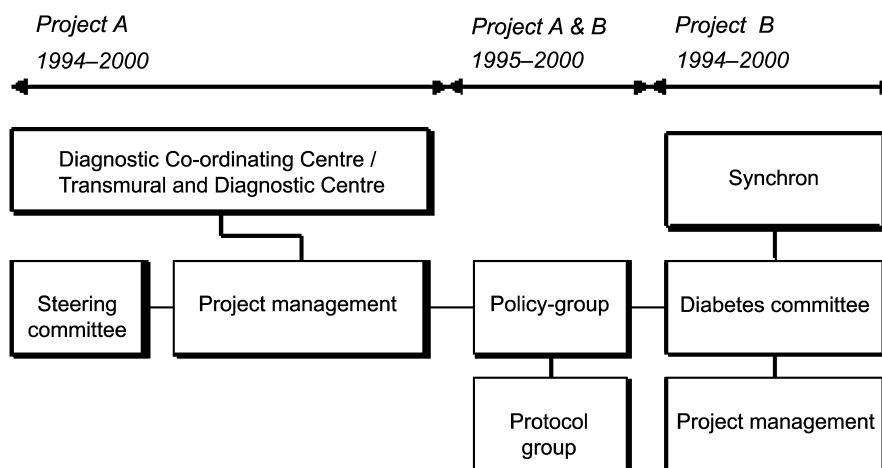 Project A
1994–2000
Project A & B
1995–2000
Project B
1994–2000
Diagnostic Co-ordinating Centre /
Transmural and Diagnostic Centre
Synchron
Steering
committee
Project management
Policy-group
Diabetes committee
Protocol
group
Project management